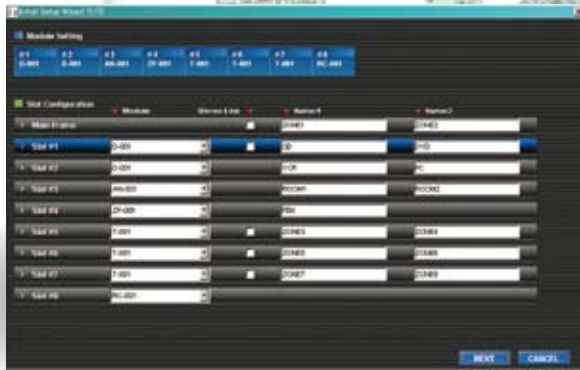 Initial Setup Wizard [1/3]
Module Setting
#1 #2 #3 #4 #5 #6 #7 #8
D-001 D-001 AN-001 ZP-001 T-001 T-001 T-001 RC-001
Slot Configuration
Module Stereo Link Name1 Name2
Main Frame ZONE1 ZONE2
Slot #1 D-001 CD DVD
Slot #2 D-001 VCR PC
Slot #3 AN-001 ROOM1 ROOM2
Slot #4 ZP-001 PBX
Slot #5 T-001 ZONE3 ZONE4
Slot #6 T-001 ZONE5 ZONE6
Slot #7 T-001 ZONE7 ZONE8
Slot #8 RC-001
NEXT CANCEL